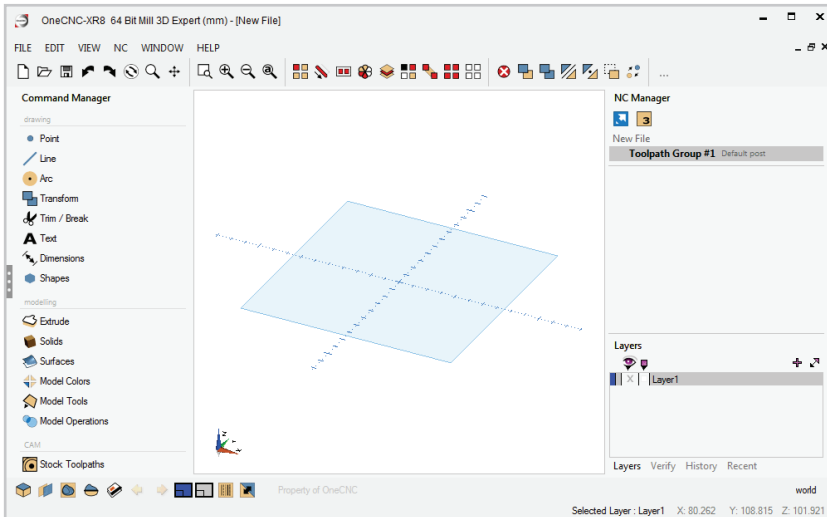 OneCNC-XR8 64 Bit Mill 3D Expert (mm) - [New File]
FILE EDIT VIEW NC WINDOW HELP
Command Manager
drawing
Point
Line
Arc
Transform
Trim / Break
A Text
Dimensions
Shapes
modelling
Extrude
Solids
Surfaces
Model Colors
Model Tools
Model Operations
CAM
Stock Toolpaths
NC Manager
3
New File
Toolpath Group #1 Default post
Layers
X Layer1
Layers Verify History Recent
Property of OneCNC
world
Selected Layer : Layer1 X: 80.262 Y: 108.815 Z: 101.921